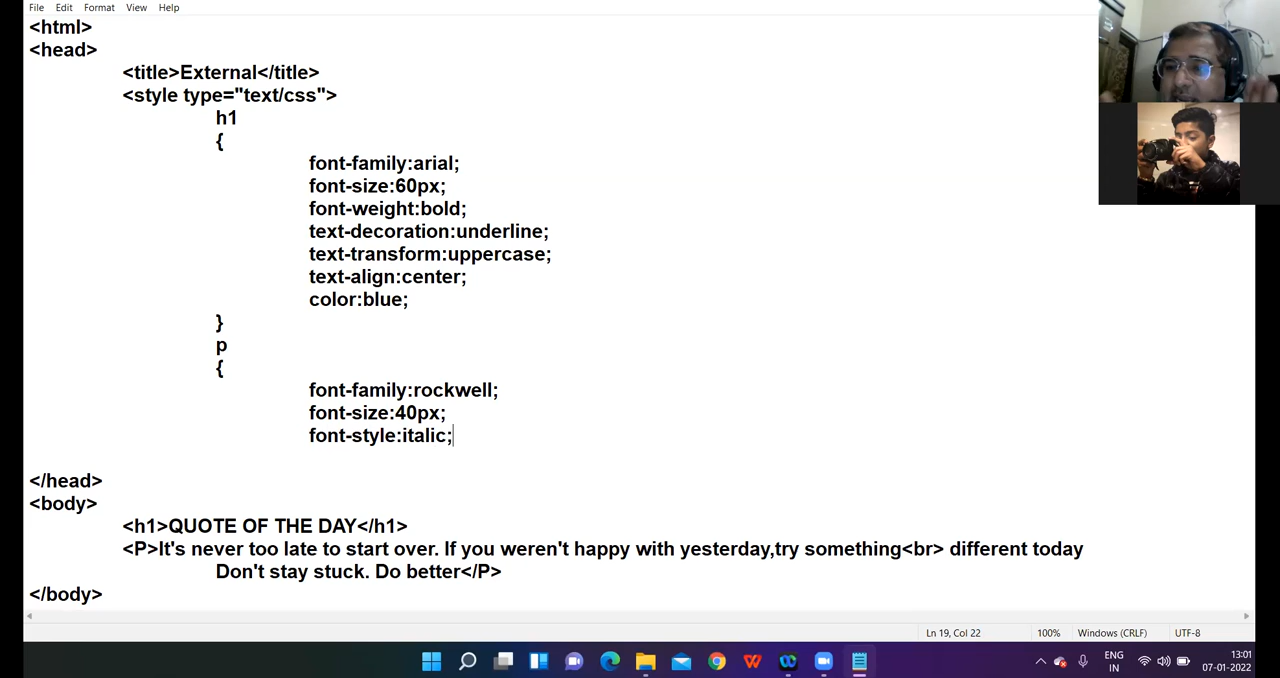 File Edit Format View Help
<html>
<head>
<title>External</title>
<style type="text/css">
h1
{
font-family:arial;
font-size:60px;
font-weight:bold;
text-decoration:underline;
text-transform:uppercase;
text-align:center;
color:blue;
}
p
{
font-family:rockwell;
font-size:40px;
font-style:italic;
</head>
<body>
<h1>QUOTE OF THE DAY</h1>
<P>It's never too late to start over. If you weren't happy with yesterday,try something<br> different today
Don't stay stuck. Do better</P>
</body>
Ln 19, Col 22 100% Windows (CRLF) UTF-8
ENG 13:01
IN 07-01-2022